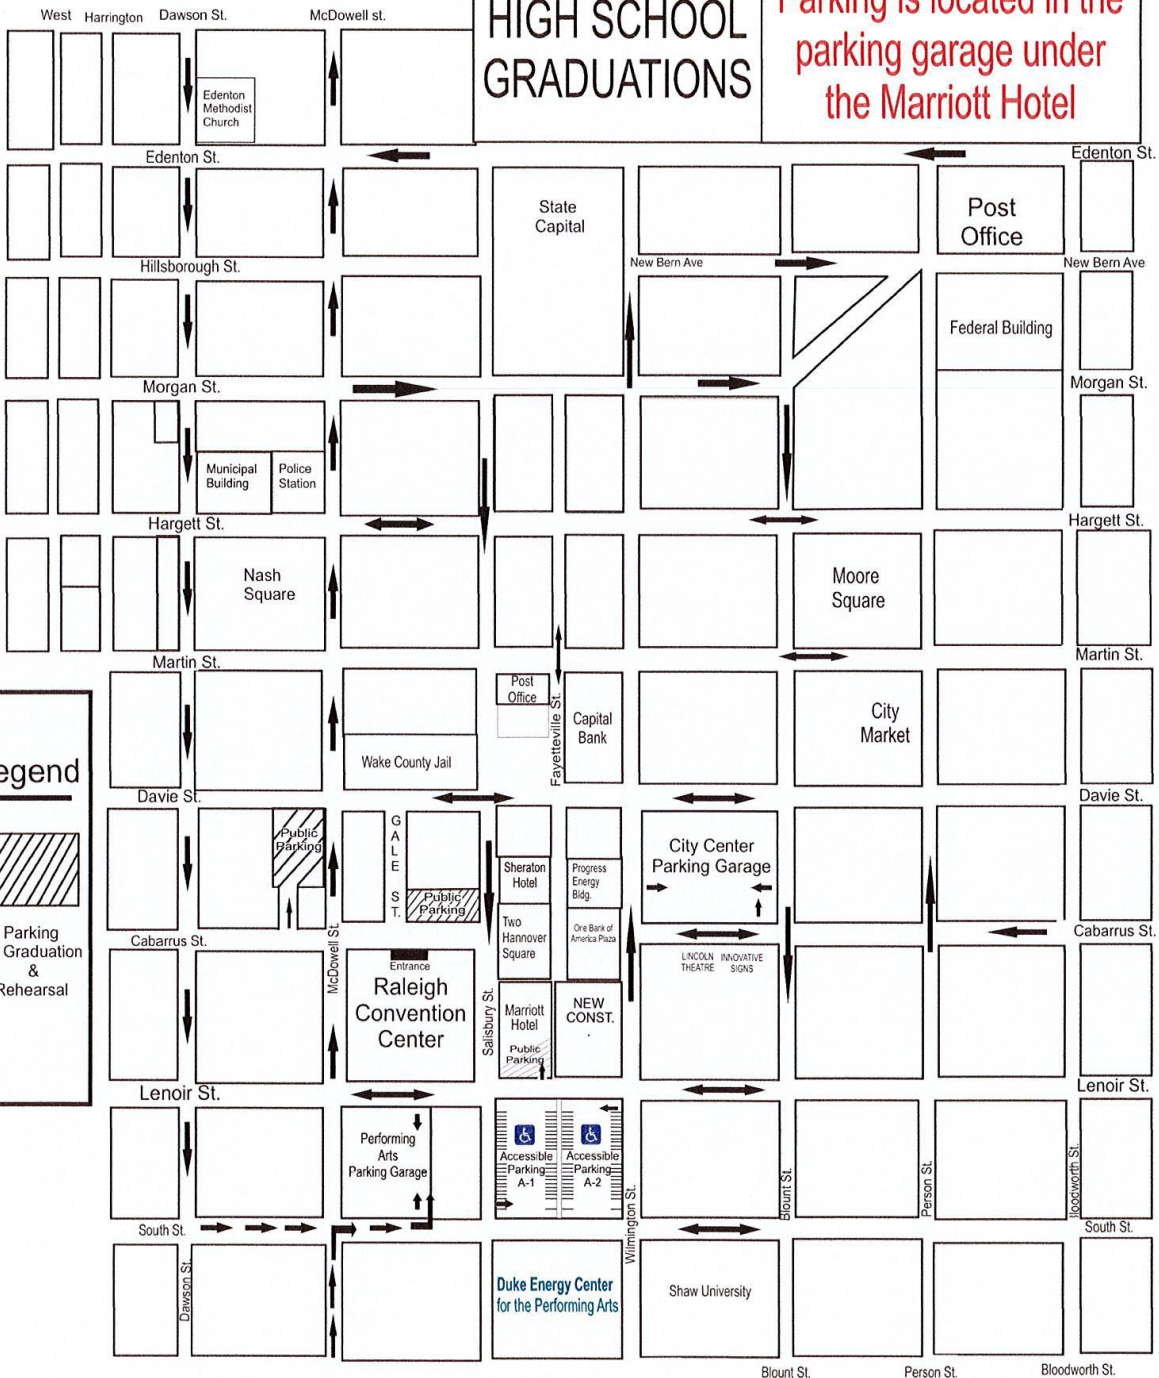 West
Harrington
Dawson St.
McDowell st.
HIGH SCHOOL
GRADUATIONS
Parking is located in the
parking garage under
the Marriott Hotel
Edenton
Methodist
Church
Edenton St.
Edenton St.
State
Capital
Post
Office
Hillsborough St.
New Bern Ave
New Bern Ave
Federal Building
Morgan St.
Morgan St.
Municipal
Building
Police
Station
Hargett St.
Hargett St.
Nash
Square
Moore
Square
Martin St.
Martin St.
Post
Office
Fayetteville St.
Capital
Bank
City
Market
Wake County Jail
egend
Davie St.
Davie St.
Public
Parking
GALE ST.
Public
Parking
Sheraton
Hotel
Progress
Energy
Bldg.
City Center
Parking Garage
Two
Hannover
Square
One Bank of
America Plaza
Parking
Graduation
&
Rehearsal
Cabarrus St.
Cabarrus St.
McDowell St.
Entrance
Raleigh
Convention
Center
Salisbury St.
LINCOLN
THEATRE
INNOVATIVE
SIGNS
Marriott
Hotel
Public
Parking
NEW
CONST.
.
Lenoir St.
Lenoir St.
Performing
Arts
Parking Garage
Accessible
Parking
A-1
Accessible
Parking
A-2
Wilmington St.
Blount St.
Person St.
Bloodworth St.
South St.
South St.
Dawson St.
Duke Energy Center
for the Performing Arts
Shaw University
Blount St.
Person St.
Bloodworth St.